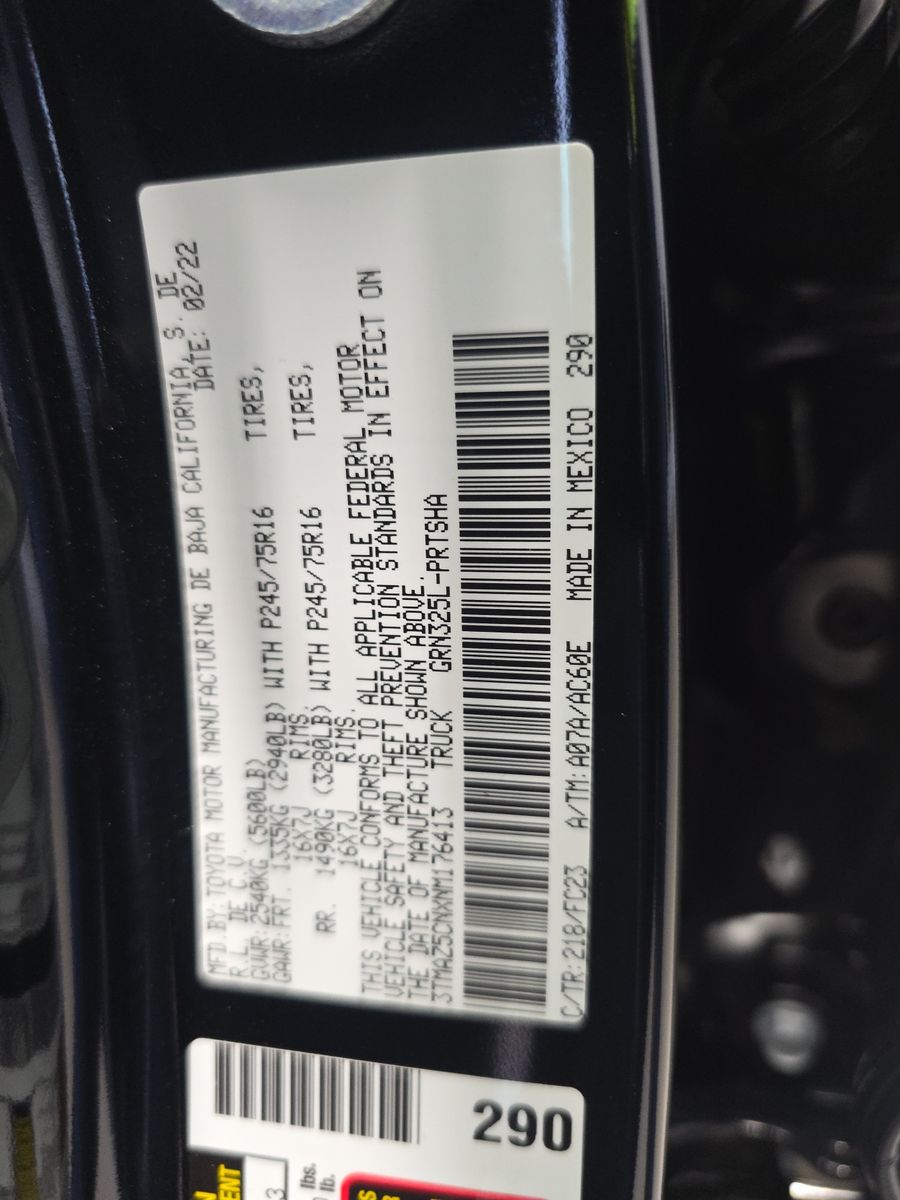 MFD.BY:TOYOTA MOTOR MANUFACTURING DE BAJA CALIFORNIA, S. DE
R.L. DE C.V. DATE: 02/22
GVWR:2540KG (5600LB)
GAWR:FRT. 1335KG (2940LB) WITH P245/75R16 TIRES,
16X7J RIMS,
RR. 1490KG (3280LB) WITH P245/75R16 TIRES,
16X7J RIMS.
THIS VEHICLE CONFORMS TO ALL APPLICABLE FEDERAL MOTOR
VEHICLE SAFETY AND THEFT PREVENTION STANDARDS IN EFFECT ON
THE DATE OF MANUFACTURE SHOWN ABOVE.
3TMAZ5CNXNM176413 TRUCK GRN325L-PRTSHA
C/TR:218/FC23 A/TM:A07A/AC60E MADE IN MEXICO 290
290
lbs.
lb.